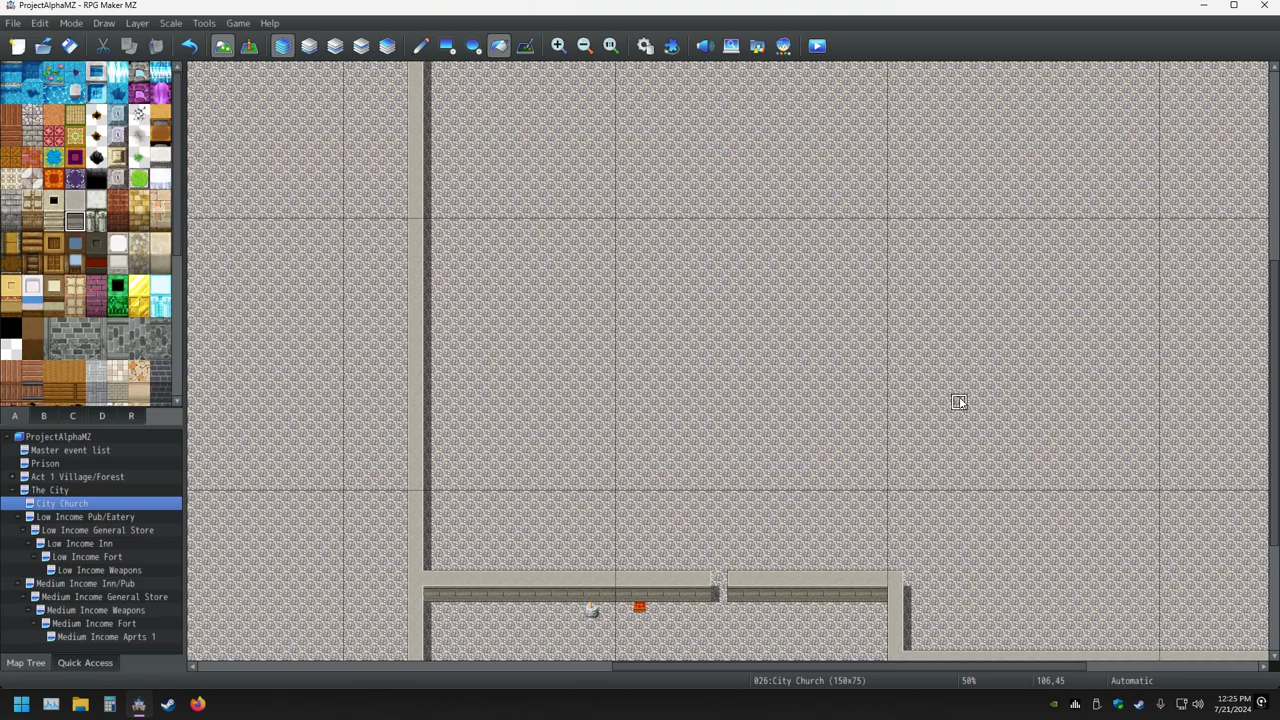 ProjectAlphaMZ - RPG Maker MZ
File Edit Mode Draw Layer Scale Tools Game Help
A B C D R
ProjectAlphaMZ
Master event list
Prison
Act 1 Village/Forest
The City
City Church
Low Income Pub/Eatery
Low Income General Store
Low Income Inn
Low Income Fort
Low Income Weapons
Medium Income Inn/Pub
Medium Income General Store
Medium Income Weapons
Medium Income Fort
Medium Income Aprts 1
Map Tree Quick Access
026:City Church (150×75) 50% 106,45 Automatic
12:25 PM
7/21/2024